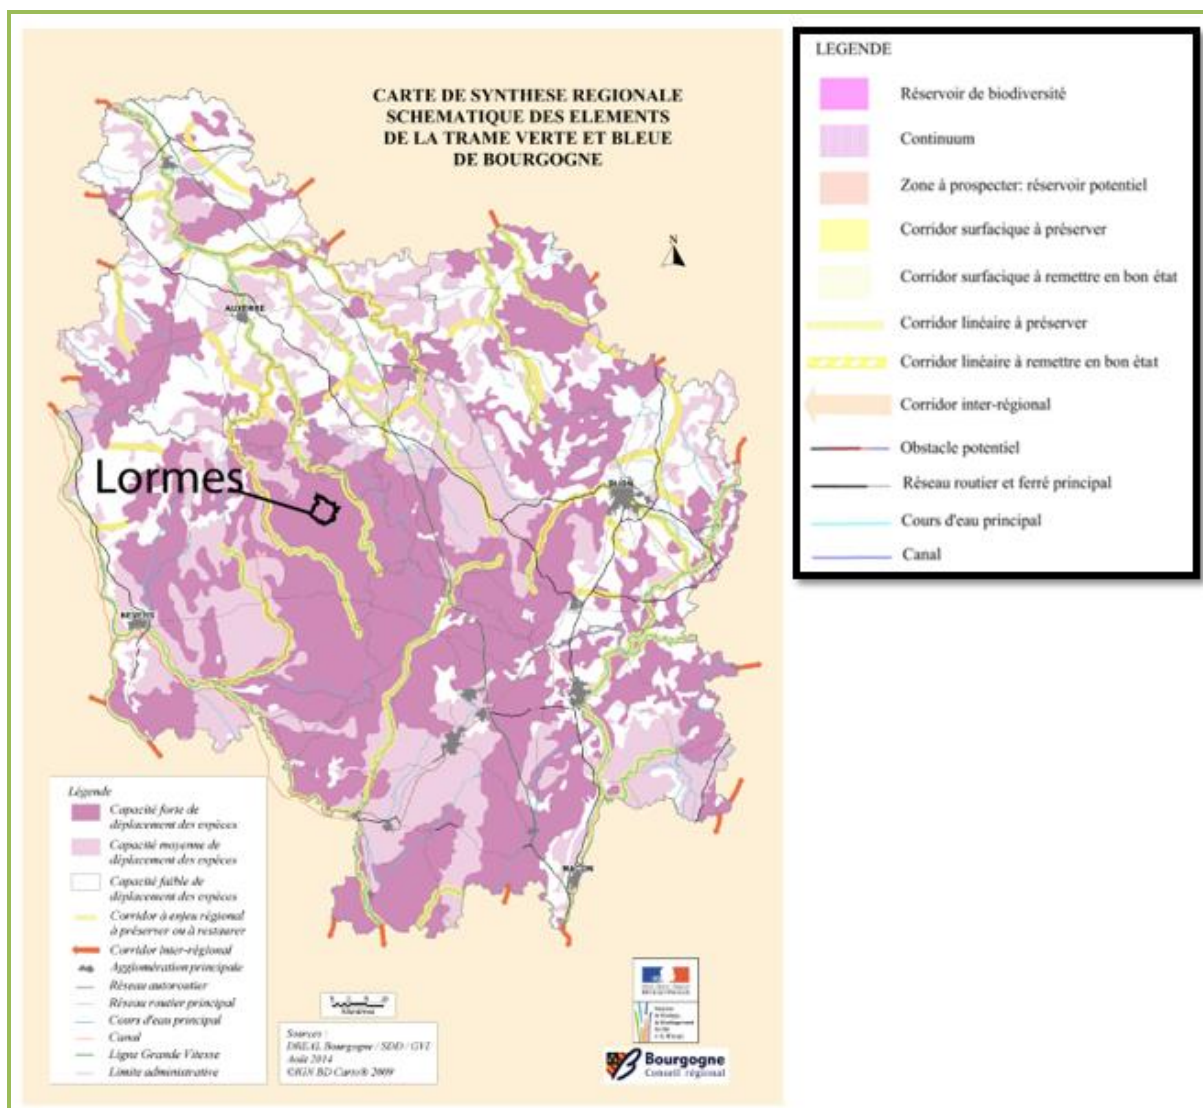 CARTE DE SYNTHESE REGIONALE
SCHEMATIQUE DES ELEMENTS
DE LA TRAME VERTE ET BLEUE
DE BOURGOGNE
N
AUXERRE
Lormes
DIJON
NEVERS
MACON
Légende
Capacité forte de
déplacement des espèces
Capacité moyenne de
déplacement des espèces
Capacité faible de
déplacement des espèces
Corridor à enjeu régional
à préserver ou à restaurer
Corridor inter-régional
Agglomération principale
Réseau autoroutier
Réseau routier principal
Cours d'eau principal
Canal
Ligne Grande Vitesse
Limite administrative
Sources :
DREAL Bourgogne / SDD / GVI
Août 2014
©IGN BD Carto® 2009
Bourgogne
Conseil régional
LEGENDE
Réservoir de biodiversité
Continuum
Zone à prospecter: réservoir potentiel
Corridor surfacique à préserver
Corridor surfacique à remettre en bon état
Corridor linéaire à préserver
Corridor linéaire à remettre en bon état
Corridor inter-régional
Obstacle potentiel
Réseau routier et ferré principal
Cours d'eau principal
Canal